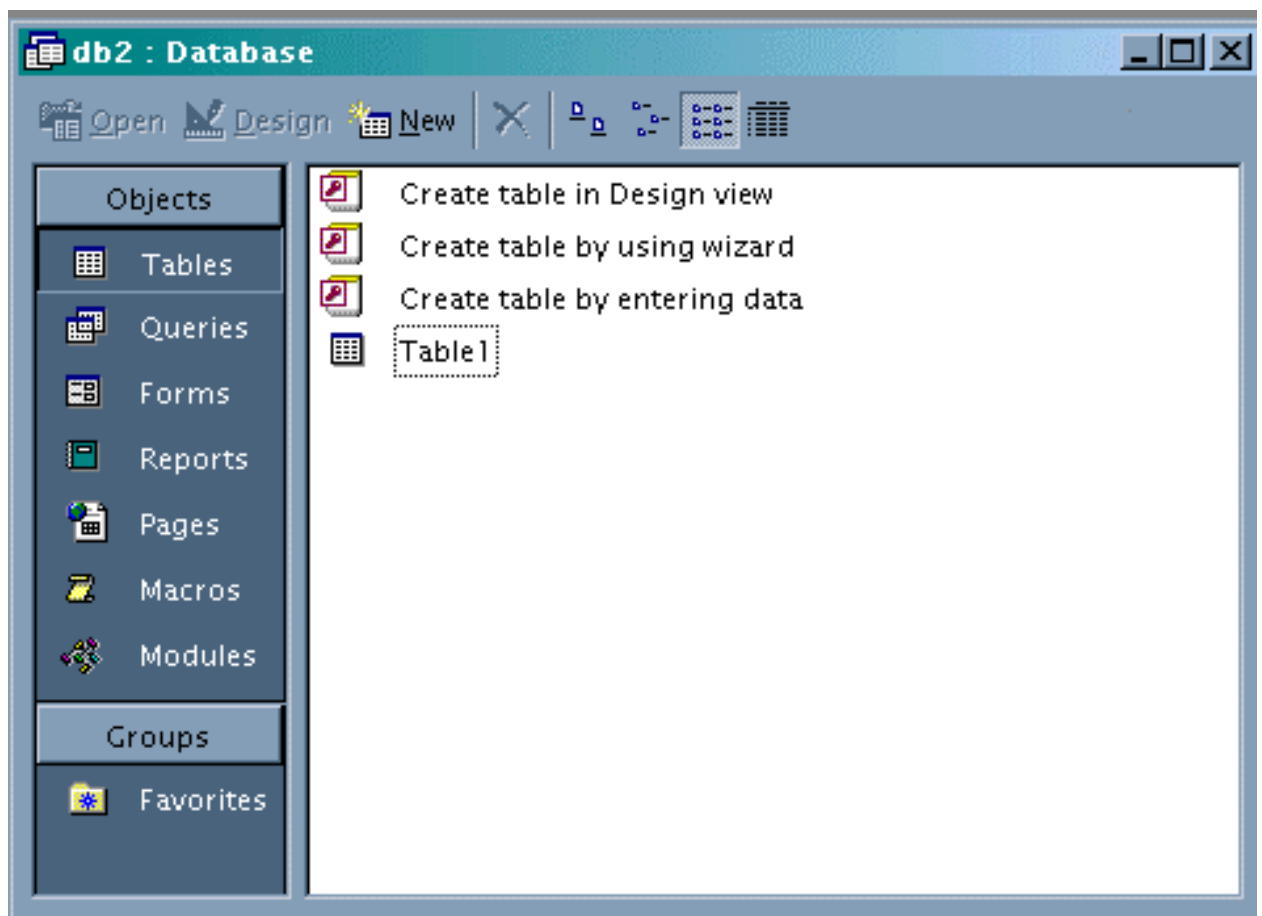 db2 : Database
Open Design New
Objects
Tables
Queries
Forms
Reports
Pages
Macros
Modules
Groups
Favorites
Create table in Design view
Create table by using wizard
Create table by entering data
Table1